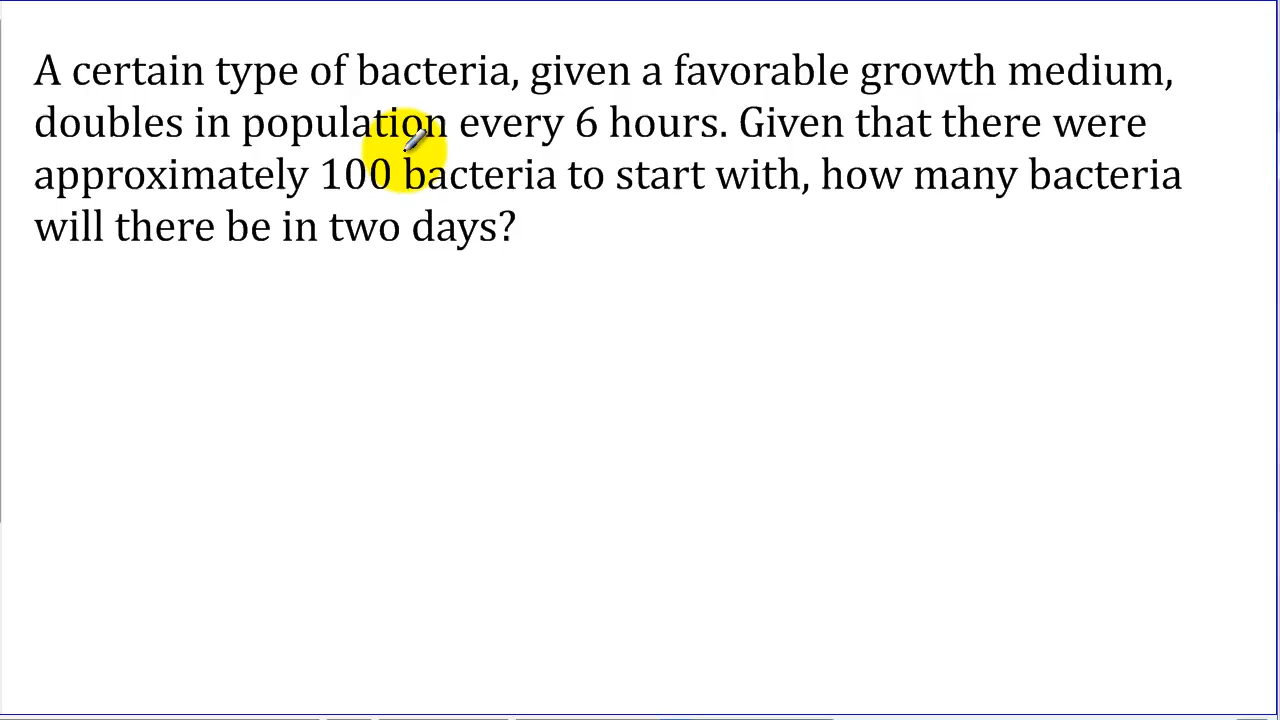 A certain type of bacteria, given a favorable growth medium,
doubles in population every 6 hours. Given that there were
approximately 100 bacteria to start with, how many bacteria
will there be in two days?